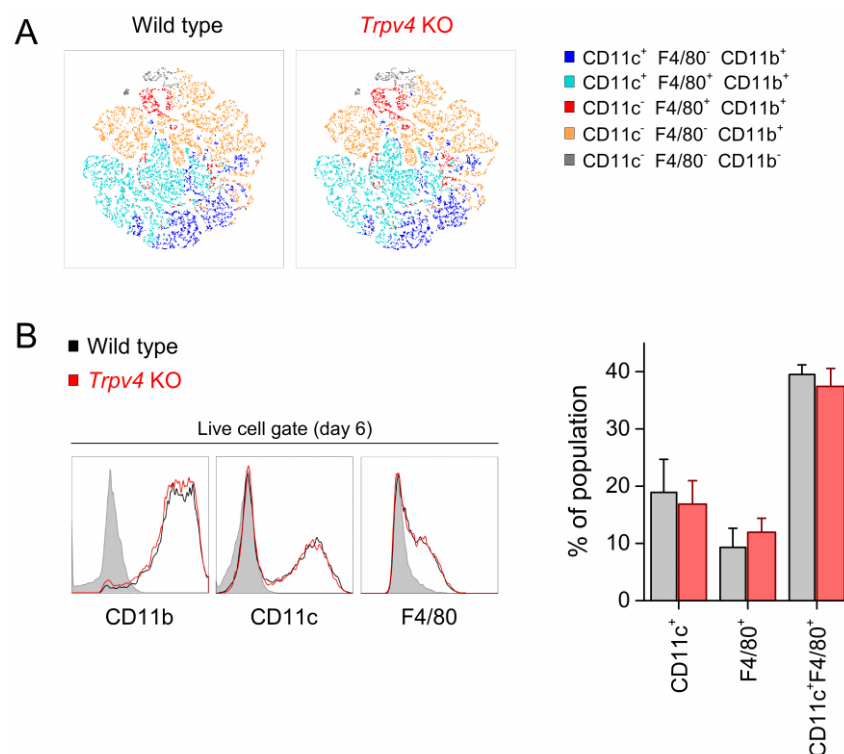 A
Wild type
Trpv4 KO
CD11c⁺ F4/80⁻ CD11b⁺
CD11c⁺ F4/80⁺ CD11b⁺
CD11c⁻ F4/80⁺ CD11b⁺
CD11c⁻ F4/80⁻ CD11b⁺
CD11c⁻ F4/80⁻ CD11b⁻
B
Wild type
Trpv4 KO
Live cell gate (day 6)
CD11b
CD11c
F4/80
% of population
40
30
20
10
0
CD11c⁺
F4/80⁺
CD11c⁺F4/80⁺